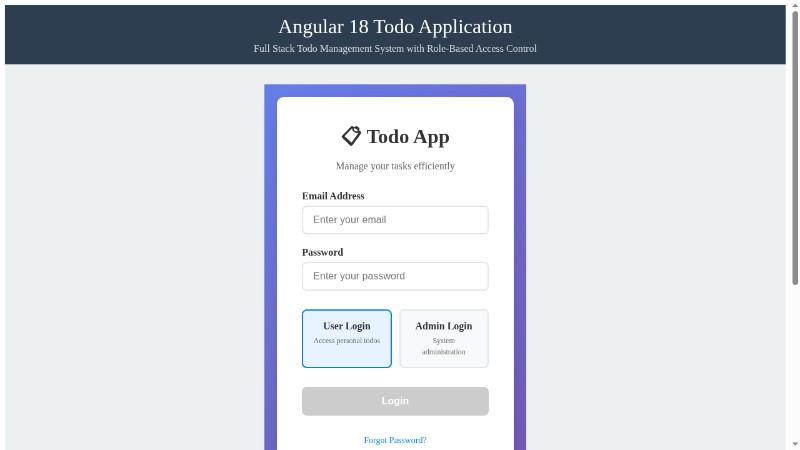 Angular 18 Todo Application
Full Stack Todo Management System with Role-Based Access Control
📋 Todo App
Manage your tasks efficiently
Email Address
Enter your email
Password
Enter your password
User Login
Access personal todos
Admin Login
System
administration
Login
Forgot Password?